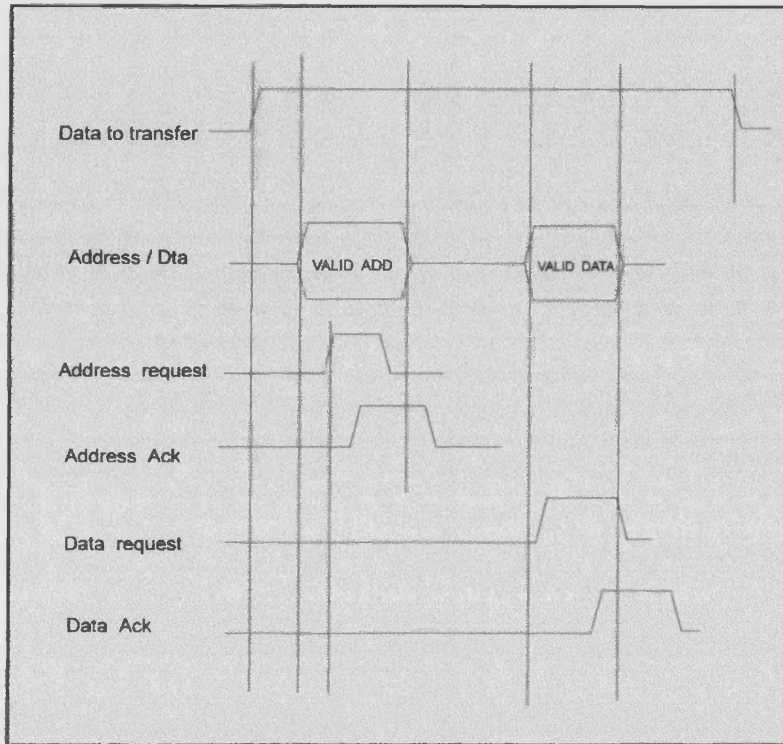 Data to transfer
Address / Dta
VALID ADD
VALID DATA
Address request
Address Ack
Data request
Data Ack